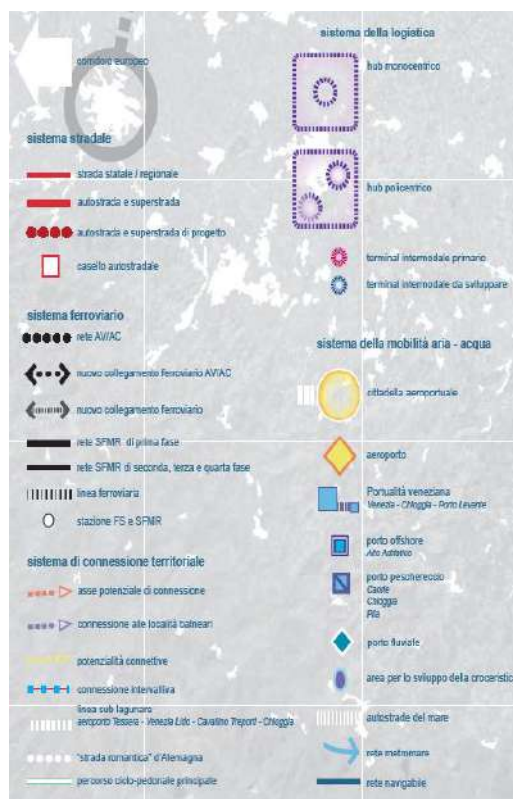 corridoio europeo
sistema stradale
strada statale / regionale
autostrada e superstrada
autostrada e superstrada di progetto
casello autostradale
sistema ferroviario
rete AV/AC
nuovo collegamento ferroviario AV/AC
nuovo collegamento ferroviario
rete SFMR di prima fase
rete SFMR di seconda, terza e quarta fase
linea ferroviaria
stazione FS e SFMR
sistema di connessione territoriale
asse potenziale di connessione
connessione alle località balneari
potenzialità connettive
connessione intervalliva
linea sub lagunare
aeroporto Tessera - Venezia Lido - Cavallino Treporti - Chioggia
"strada romantica" d'Alemagna
percorso ciclo-pedonale principale
sistema della logistica
hub monocentrico
hub policentrico
terminal intermodale primario
terminal intermodale da sviluppare
sistema della mobilità aria - acqua
cittadella aeroportuale
aeroporto
Portualità veneziana
Venezia - Chioggia - Porto Levante
porto offshore
Alto Adriatico
porto peschereccio
Caorle
Chioggia
Pila
porto fluviale
area per lo sviluppo della crocieristic
autostrade del mare
rete metromare
rete navigabile